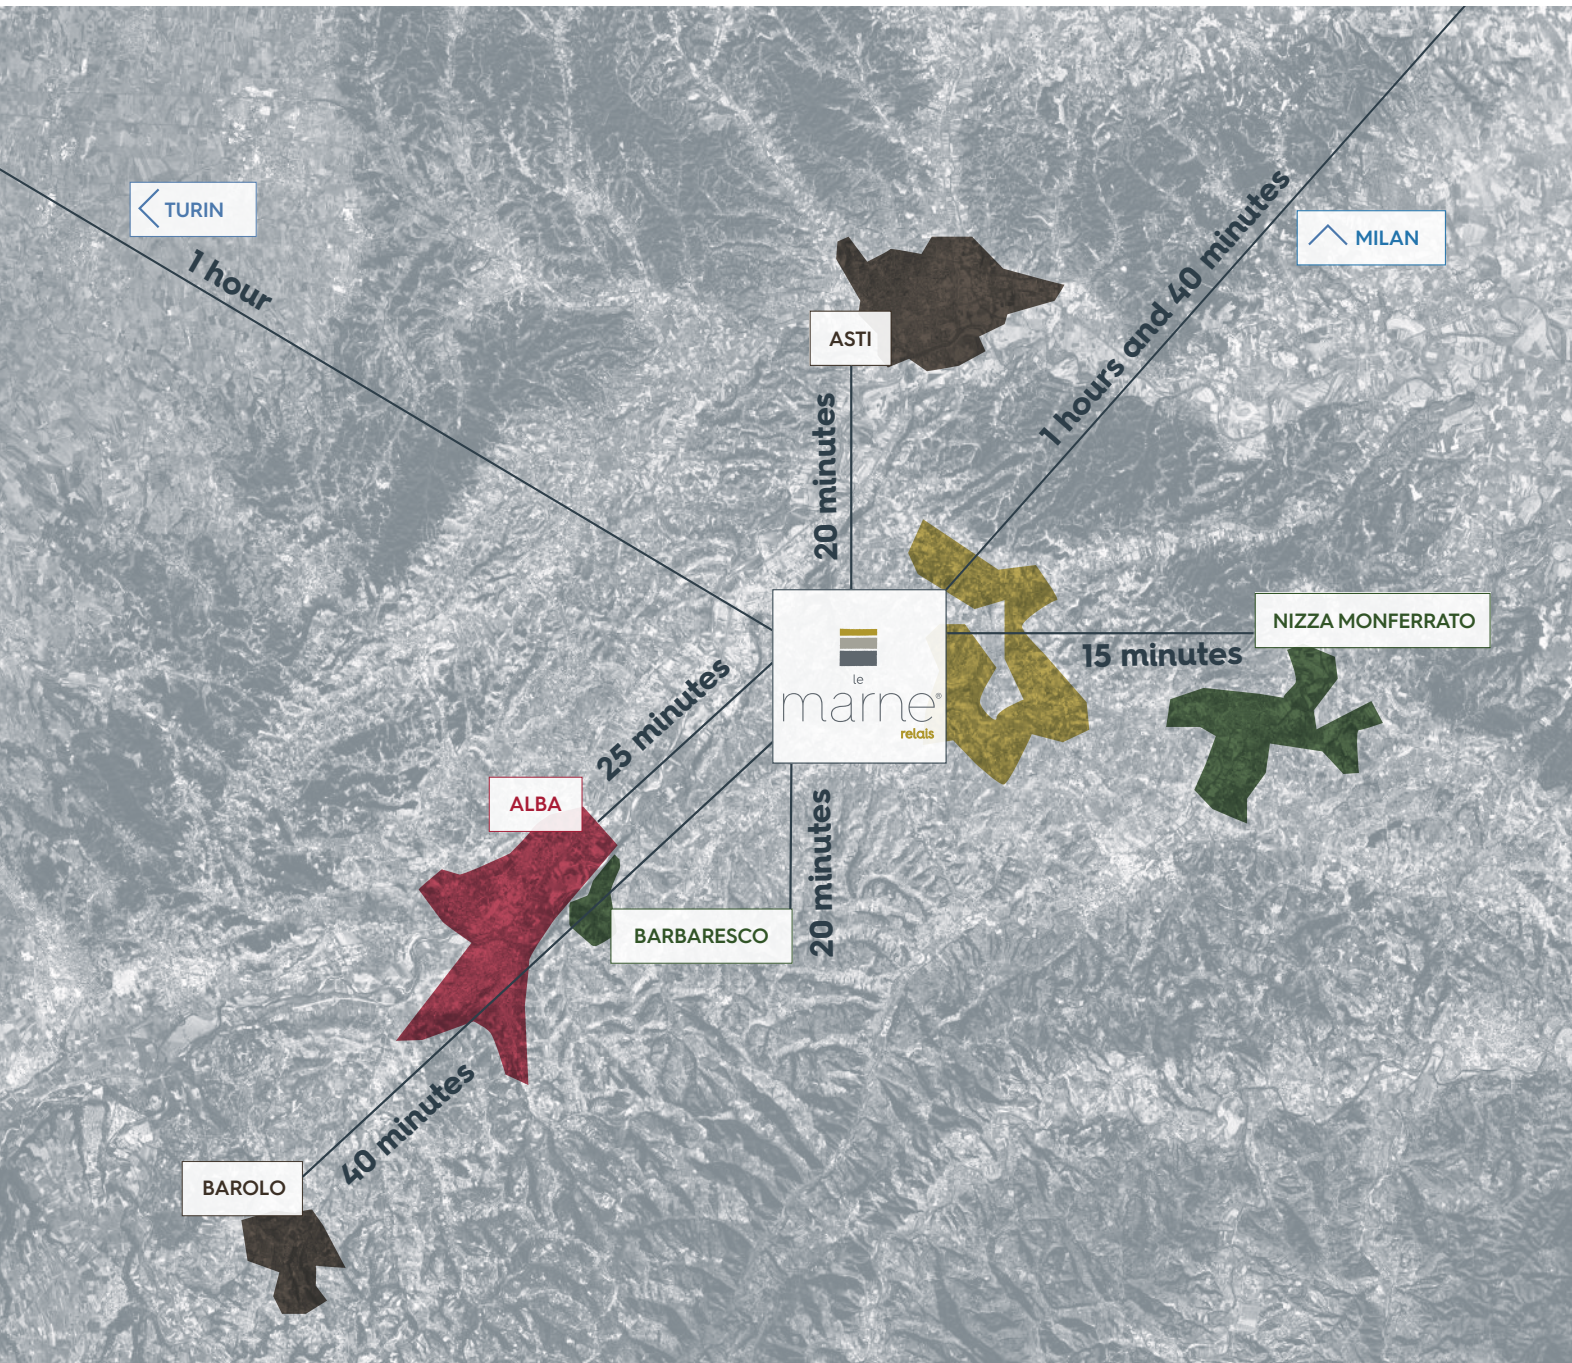 TURIN
1 hour
MILAN
1 hours and 40 minutes
ASTI
20 minutes
NIZZA MONFERRATO
15 minutes
le
marne®
relais
25 minutes
ALBA
20 minutes
BARBARESCO
40 minutes
BAROLO